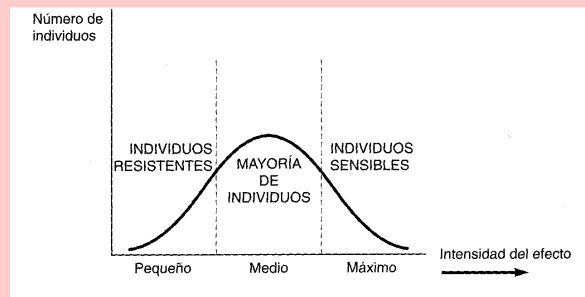 Número de
individuos
INDIVIDUOS
RESISTENTES
MAYORÍA
DE
INDIVIDUOS
INDIVIDUOS
SENSIBLES
Pequeño
Medio
Máximo
Intensidad del efecto